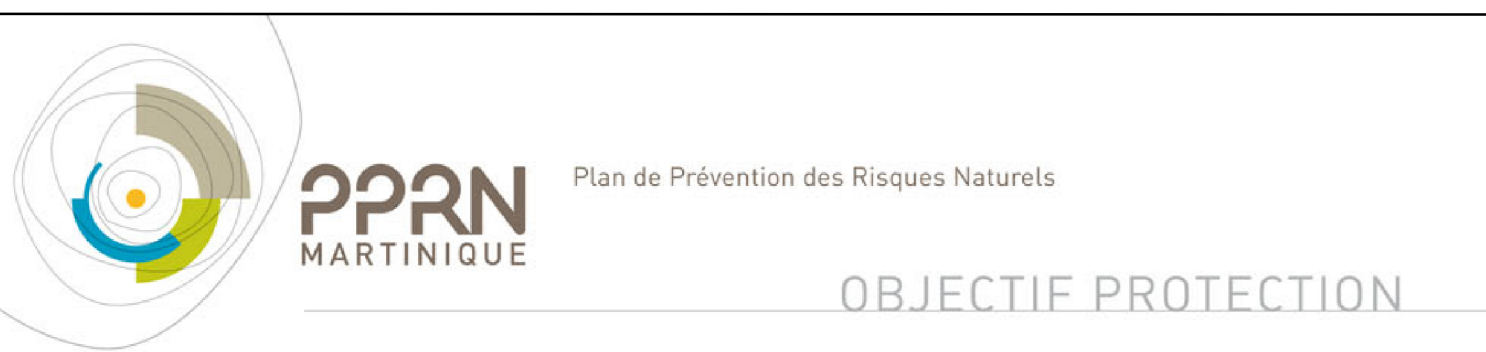 PPRN
MARTINIQUE
Plan de Prévention des Risques Naturels
OBJECTIF PROTECTION